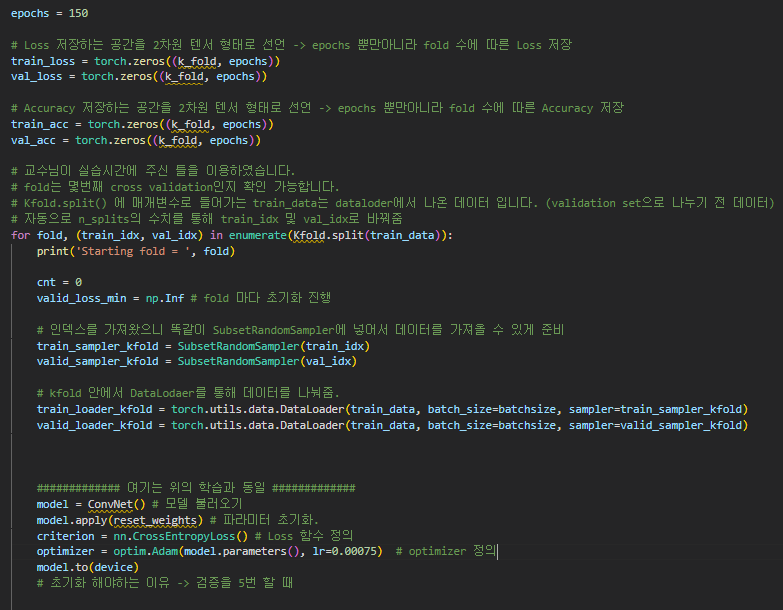 epochs = 150
# Loss 저장하는 공간을 2차원 텐서 형태로 선언 -> epochs 뿐만아니라 fold 수에 따른 Loss 저장
train_loss = torch.zeros((k_fold, epochs))
val_loss = torch.zeros((k_fold, epochs))
# Accuracy 저장하는 공간을 2차원 텐서 형태로 선언 -> epochs 뿐만아니라 fold 수에 따른 Accuracy 저장
train_acc = torch.zeros((k_fold, epochs))
val_acc = torch.zeros((k_fold, epochs))
# 교수님이 실습시간에 주신 틀을 이용하였습니다.
# fold는 몇번째 cross validation인지 확인 가능합니다.
# Kfold.split() 에 매개변수로 들어가는 train_data는 dataloder에서 나온 데이터 입니다. (validation set으로 나누기 전 데이터)
# 자동으로 n_splits의 수치를 통해 train_idx 및 val_idx로 바꿔줌
for fold, (train_idx, val_idx) in enumerate(Kfold.split(train_data)):
    print('Starting fold = ', fold)
    cnt = 0
    valid_loss_min = np.Inf # fold 마다 초기화 진행
    # 인덱스를 가져왔으니 똑같이 SubsetRandomSampler에 넣어서 데이터를 가져올 수 있게 준비
    train_sampler_kfold = SubsetRandomSampler(train_idx)
    valid_sampler_kfold = SubsetRandomSampler(val_idx)
    # kfold 안에서 DataLodaer를 통해 데이터를 나눠줌.
    train_loader_kfold = torch.utils.data.DataLoader(train_data, batch_size=batchsize, sampler=train_sampler_kfold)
    valid_loader_kfold = torch.utils.data.DataLoader(train_data, batch_size=batchsize, sampler=valid_sampler_kfold)
    ############# 여기는 위의 학습과 동일 #############
    model = ConvNet() # 모델 불러오기
    model.apply(reset_weights) # 파라미터 초기화.
    criterion = nn.CrossEntropyLoss() # Loss 함수 정의
    optimizer = optim.Adam(model.parameters(), lr=0.00075)  # optimizer 정의
    model.to(device)
    # 초기화 해야하는 이유 -> 검증을 5번 할 때